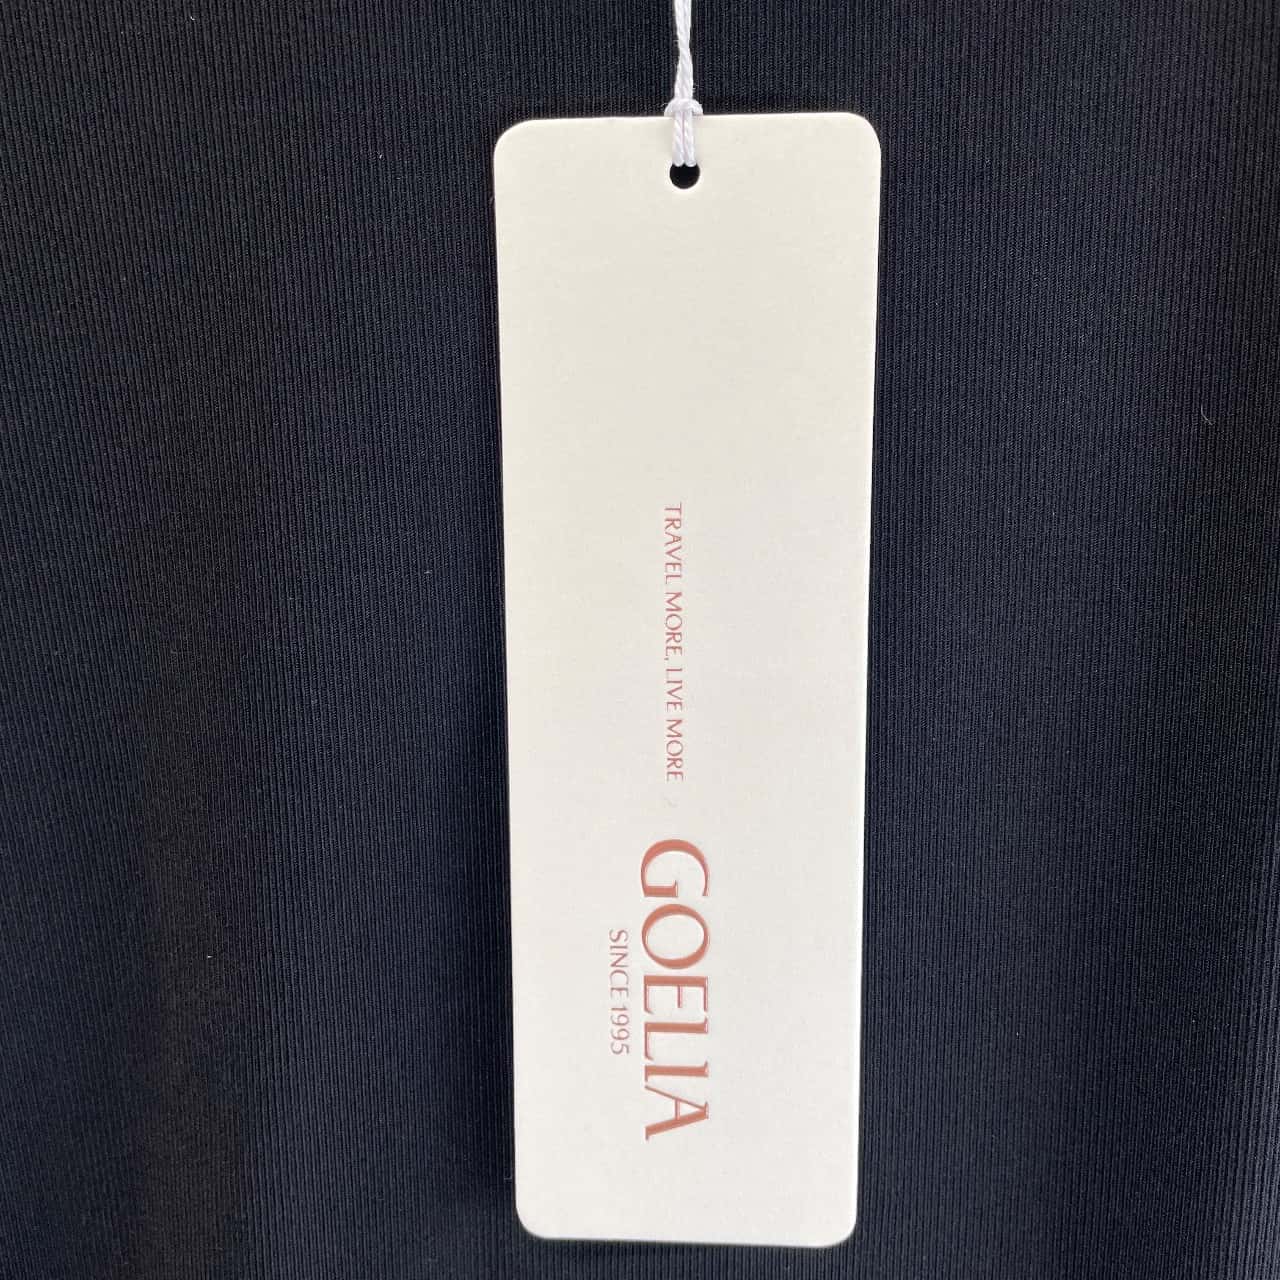 TRAVEL MORE, LIVE MORE
GOELIA
SINCE 1995